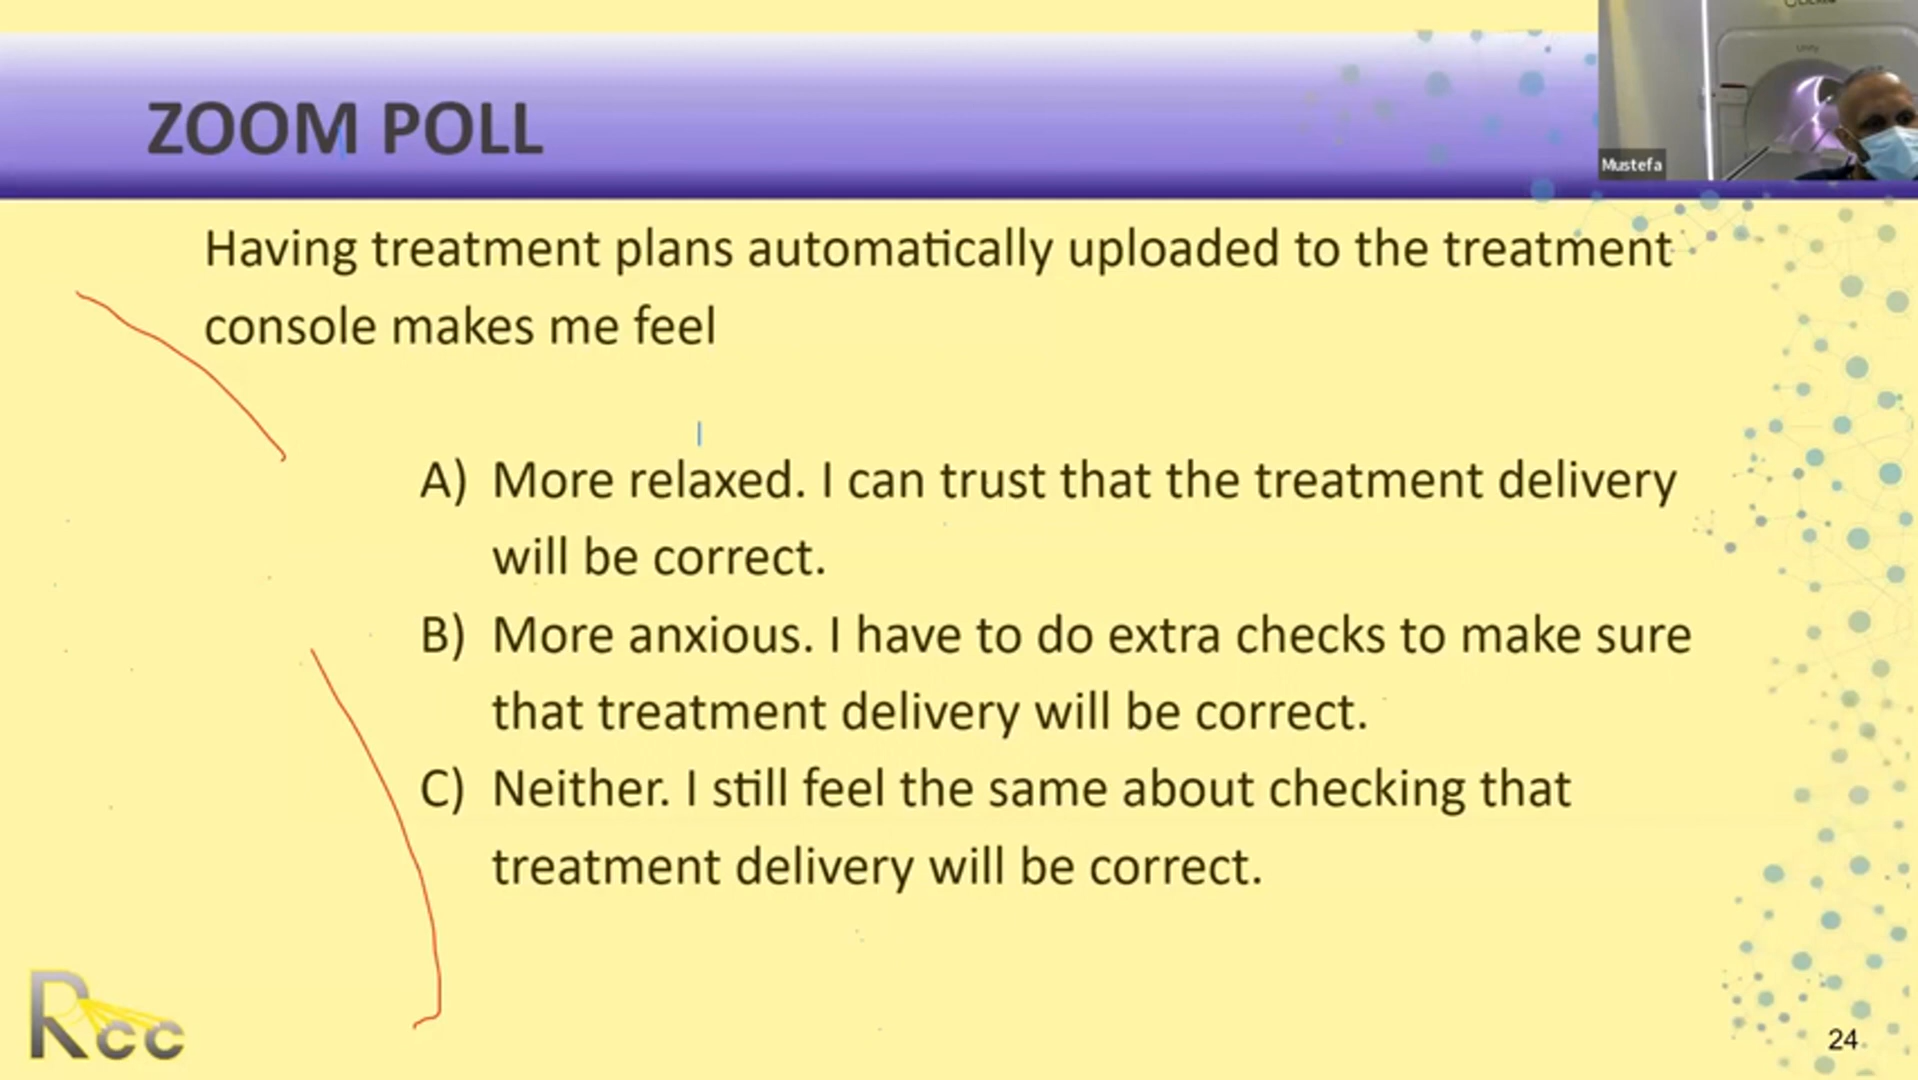 ZOOM POLL
Unity
Mustefa
Having treatment plans automatically uploaded to the treatment
console makes me feel
A) More relaxed. I can trust that the treatment delivery
will be correct.
B) More anxious. I have to do extra checks to make sure
that treatment delivery will be correct.
C) Neither. I still feel the same about checking that
treatment delivery will be correct.
Rcc
24